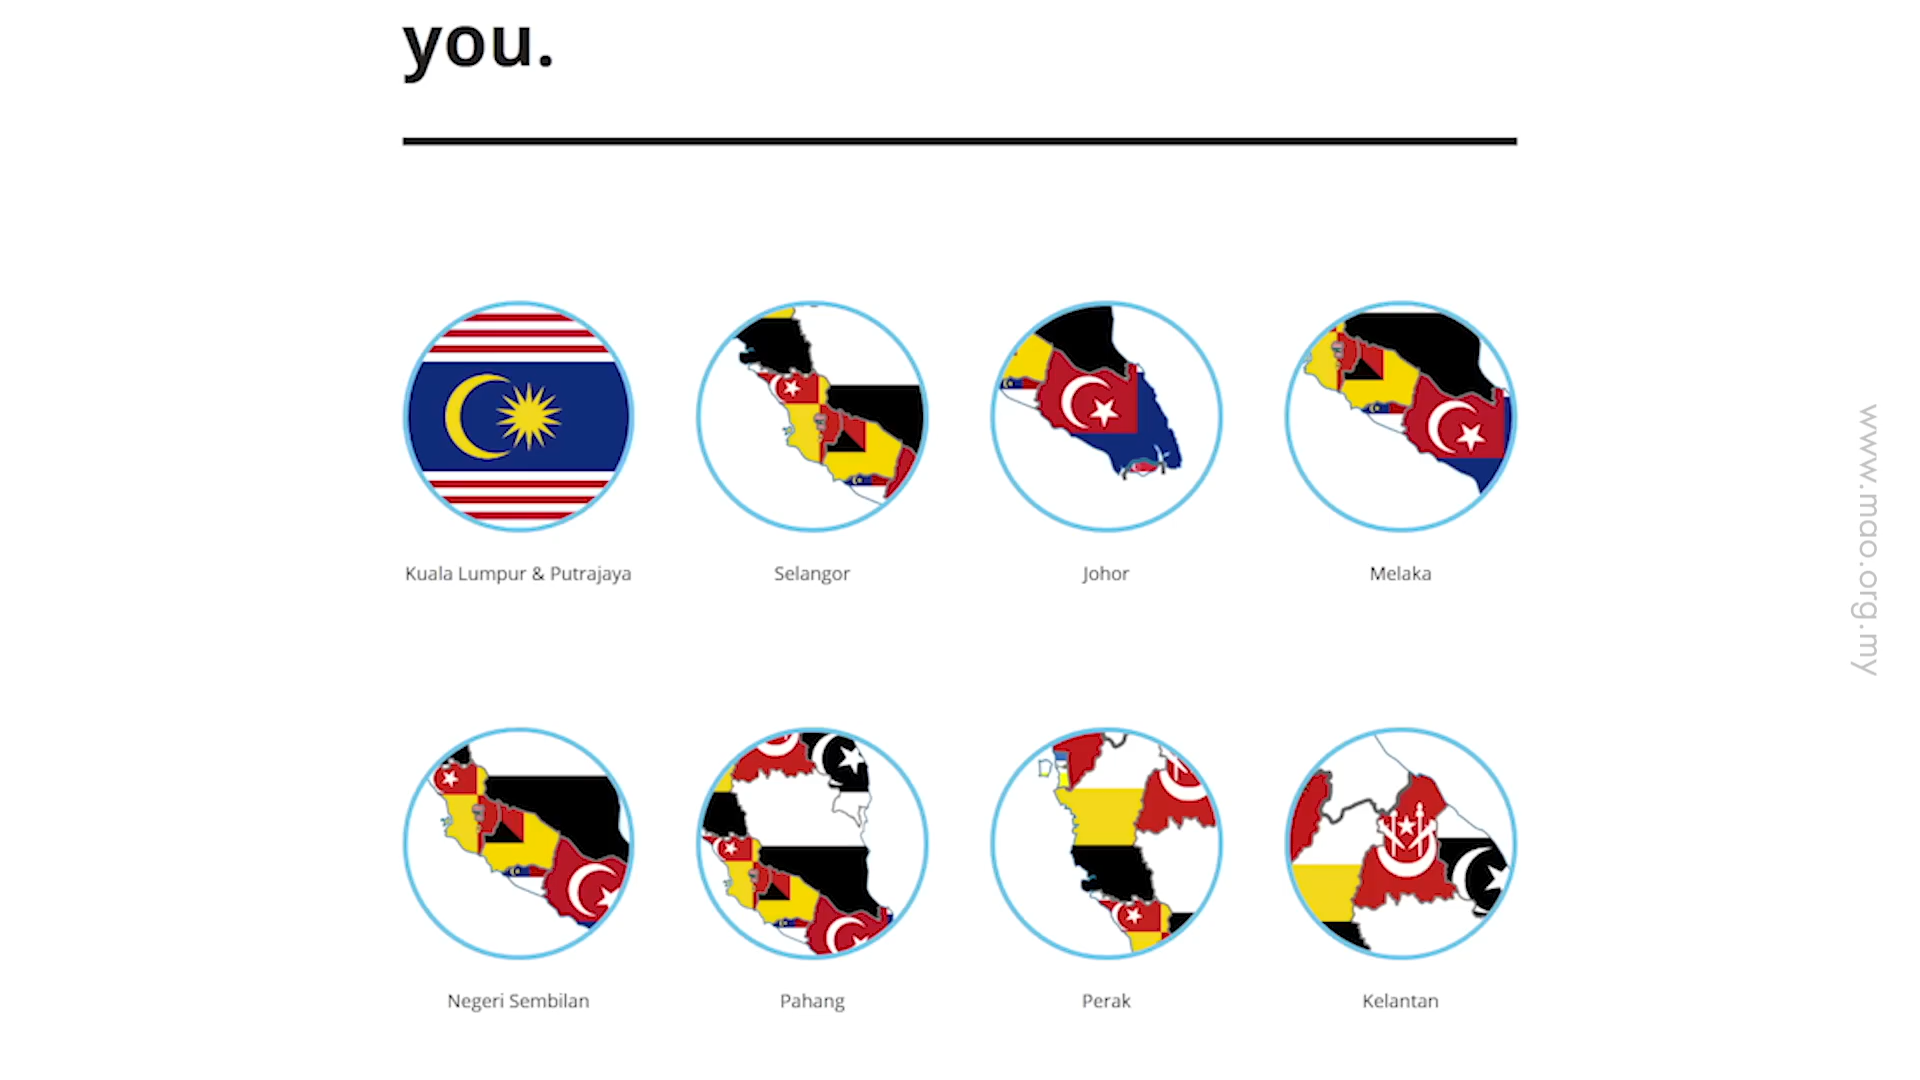 you.
Kuala Lumpur & Putrajaya
Selangor
Johor
Melaka
Negeri Sembilan
Pahang
Perak
Kelantan
www.mao.org.my